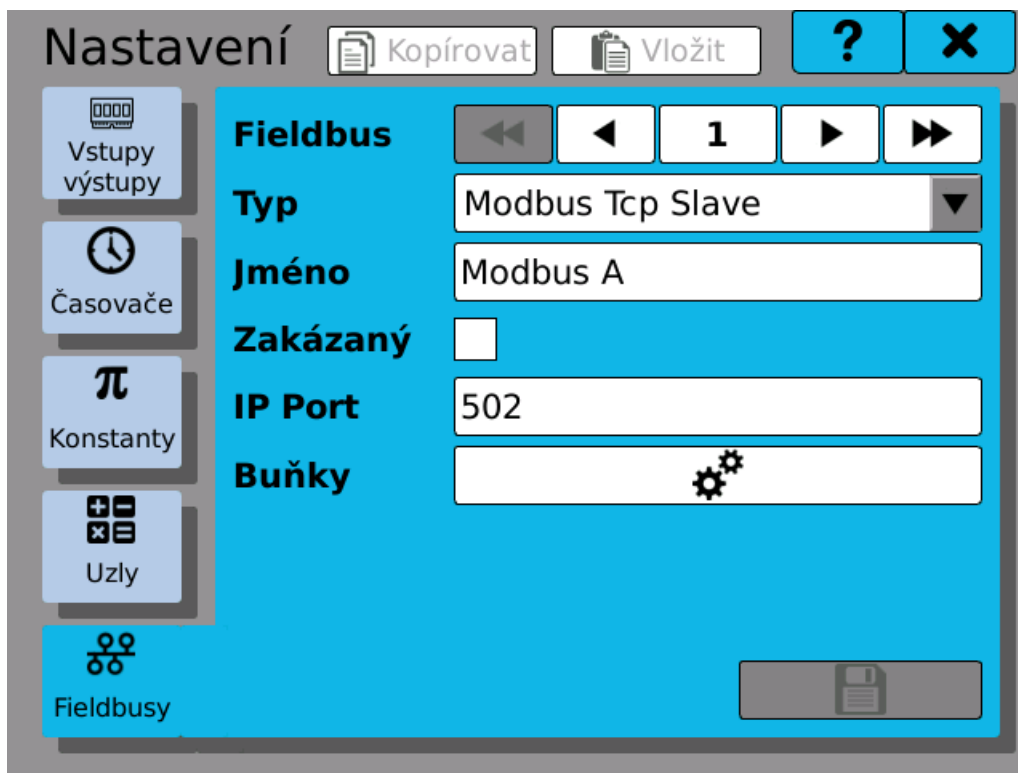 Nastavení Kopírovat Vložit ? ✖
Vstupy
výstupy
Časovače
π
Konstanty
Uzly
Fieldbusy
Fieldbus 1
Typ Modbus Tcp Slave
Jméno Modbus A
Zakázaný
IP Port 502
Buňky